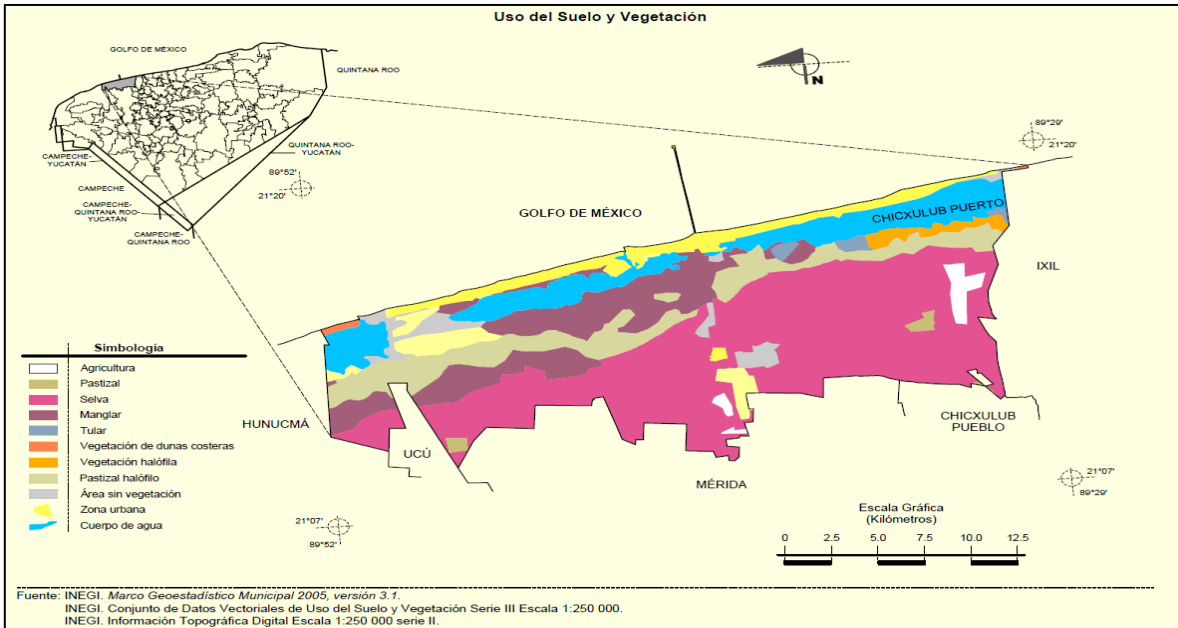 Uso del Suelo y Vegetación
GOLFO DE MÉXICO
QUINTANA ROO
QUINTANA ROO-
YUCATÁN
CAMPECHE-
YUCATÁN
CAMPECHE
CAMPECHE-
QUINTANA ROO-
YUCATÁN
CAMPECHE-
QUINTANA ROO
89°52'
21°20'
N
89°29'
21°20'
GOLFO DE MÉXICO
CHICXULUB PUERTO
IXIL
HUNUCMÁ
UCÚ
MÉRIDA
CHICXULUB
PUEBLO
Simbología
Agricultura
Pastizal
Selva
Manglar
Tular
Vegetación de dunas costeras
Vegetación halófila
Pastizal halófilo
Área sin vegetación
Zona urbana
Cuerpo de agua
21°07'
89°52'
21°07'
89°29'
Escala Gráfica
(Kilómetros)
0 2.5 5.0 7.5 10.0 12.5
Fuente: INEGI. Marco Geoestadístico Municipal 2005, versión 3.1.
INEGI. Conjunto de Datos Vectoriales de Uso del Suelo y Vegetación Serie III Escala 1:250 000.
INEGI. Información Topográfica Digital Escala 1:250 000 serie II.